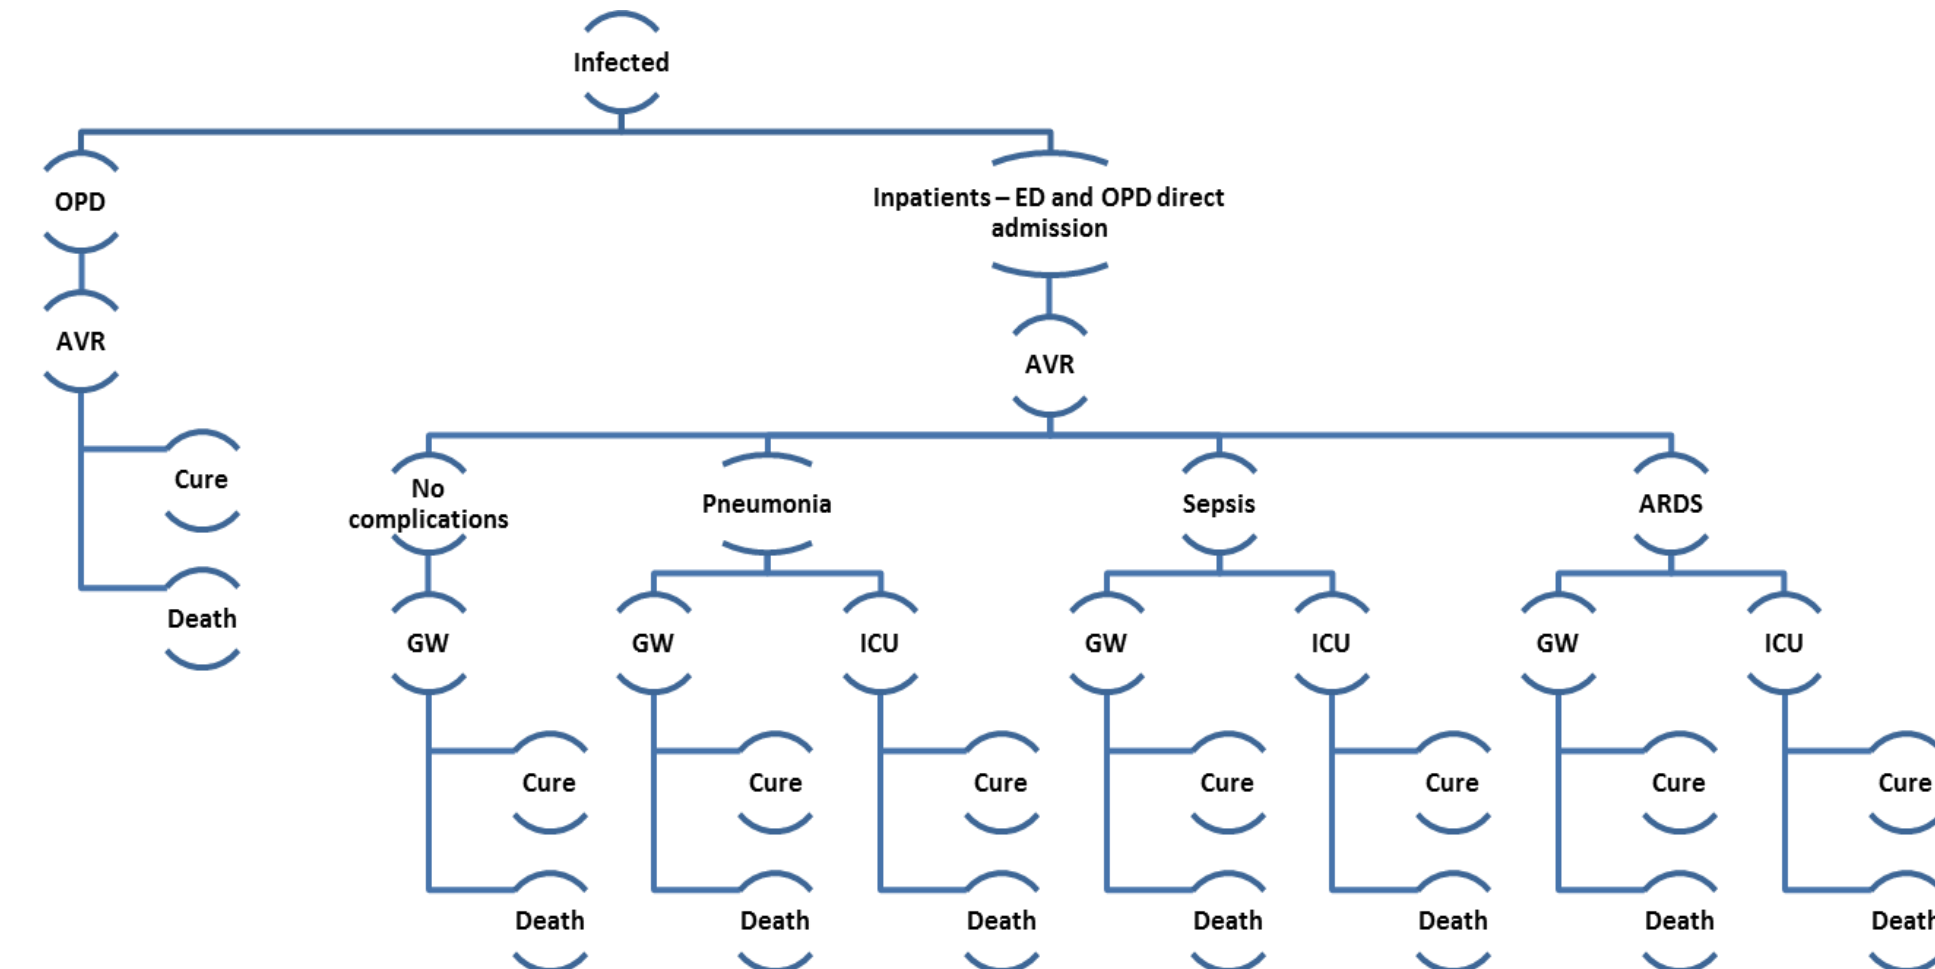 Infected
OPD
Inpatients – ED and OPD direct
admission
AVR
AVR
Cure
Death
No
complications
Pneumonia
Sepsis
ARDS
GW
GW
ICU
GW
ICU
GW
ICU
Cure
Cure
Cure
Cure
Cure
Cure
Cure
Death
Death
Death
Death
Death
Death
Death